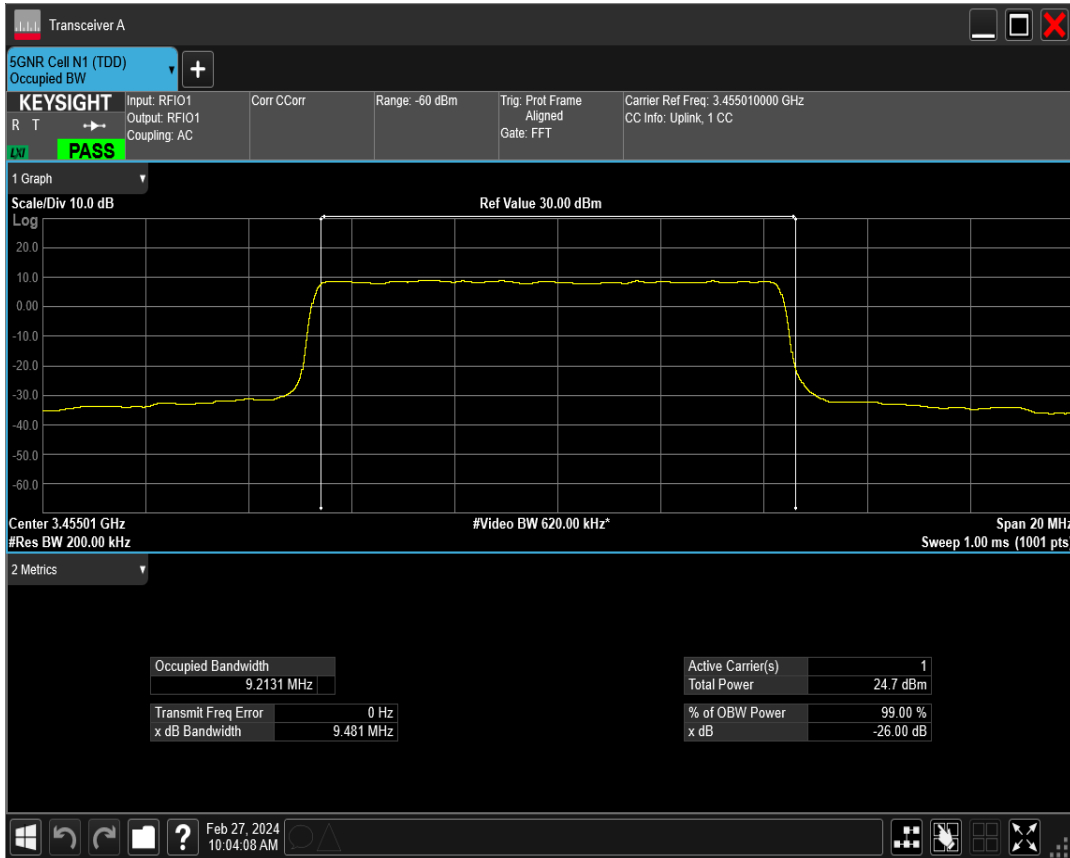 Transceiver A
5GNR Cell N1 (TDD)
Occupied BW
+
KEYSIGHT
R T
LXI
PASS
Input: RFIO1
Output: RFIO1
Coupling: AC
Corr CCorr
Range: -60 dBm
Trig: Prot Frame
Aligned
Gate: FFT
Carrier Ref Freq: 3.455010000 GHz
CC Info: Uplink, 1 CC
1 Graph
Scale/Div 10.0 dB
Ref Value 30.00 dBm
Log
20.0
10.0
0.00
-10.0
-20.0
-30.0
-40.0
-50.0
-60.0
Center 3.45501 GHz
#Video BW 620.00 kHz*
Span 20 MHz
#Res BW 200.00 kHz
Sweep 1.00 ms (1001 pts)
2 Metrics
Occupied Bandwidth
9.2131 MHz
Transmit Freq Error 0 Hz
x dB Bandwidth 9.481 MHz
Active Carrier(s) 1
Total Power 24.7 dBm
% of OBW Power 99.00 %
x dB -26.00 dB
?
Feb 27, 2024
10:04:08 AM